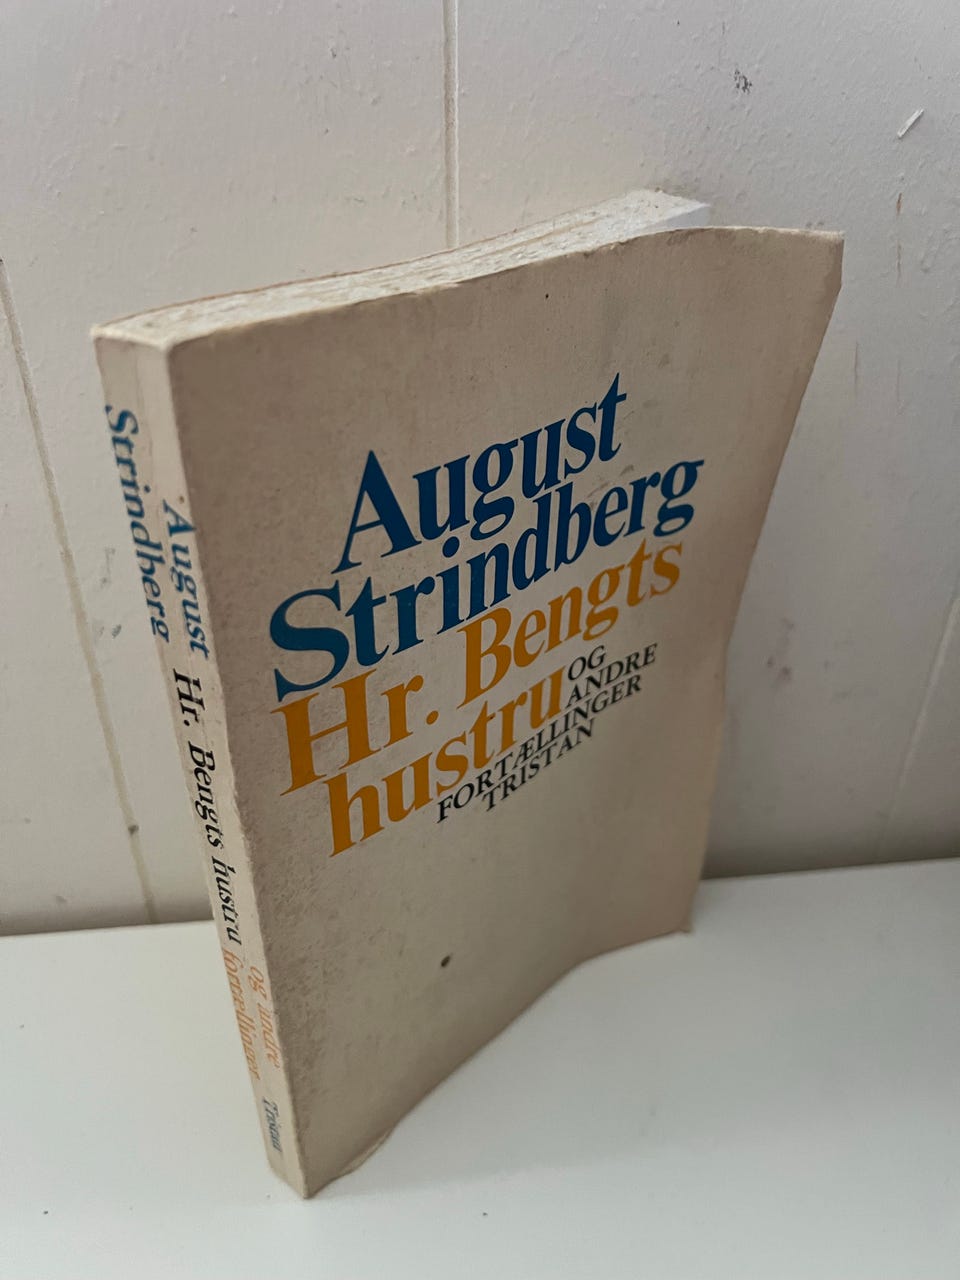 August
Strindberg
Hr. Bengts
hustru OG
ANDRE
FORTÆLLINGER
TRISTAN
August
Strindberg
Hr. Bengts hustru
og andre
fortællinger
Tristan